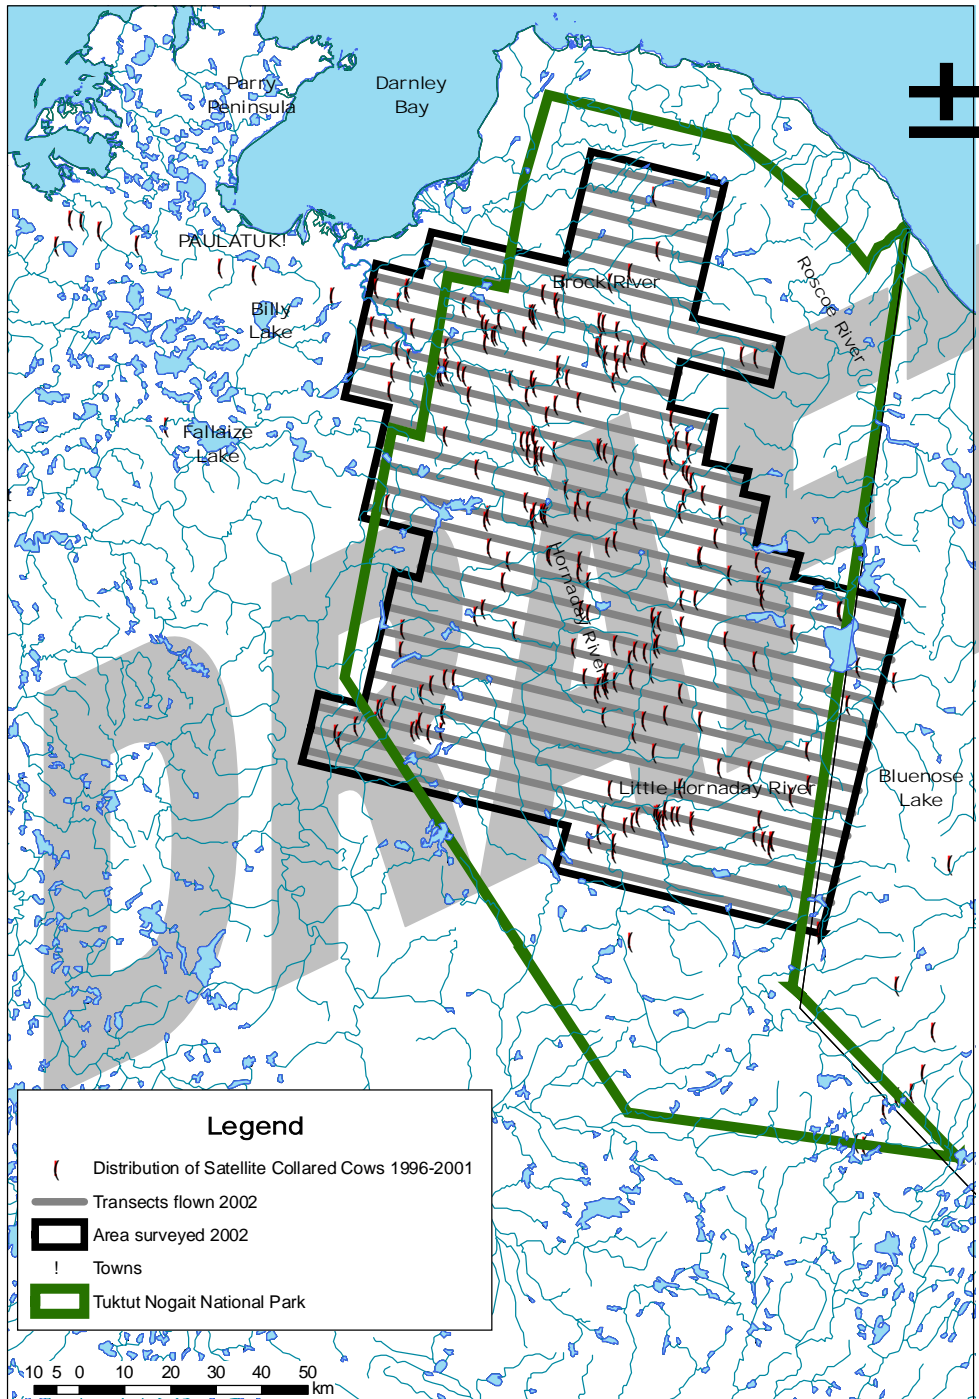 Parry
Peninsula
Darnley
Bay
PAULATUK!
Brock River
Roscoe River
Billy
Lake
Fallaize
Lake
Hornaday River
Little Hornaday River
Bluenose
Lake
DRAFT
Legend
Distribution of Satellite Collared Cows 1996-2001
Transects flown 2002
Area surveyed 2002
! Towns
Tuktut Nogait National Park
10 5 0 10 20 30 40 50
km